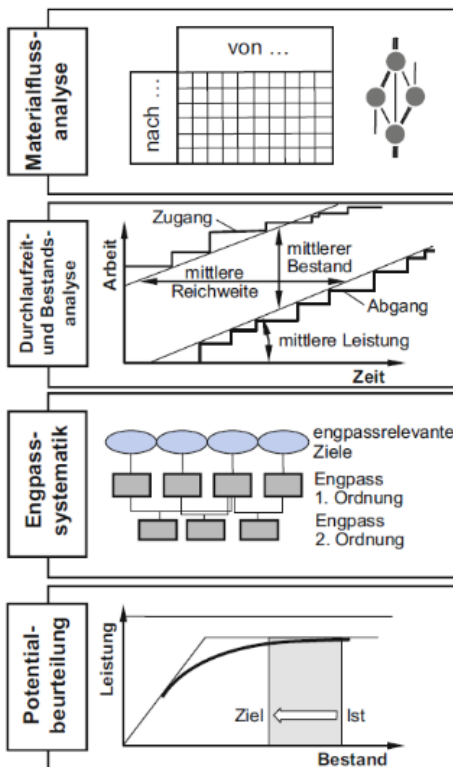 Materialfluss-
analyse
von ...
nach ...
Durchlaufzeit-
und Bestands-
analyse
Arbeit
Zugang
mittlere
Reichweite
mittlerer
Bestand
Abgang
mittlere Leistung
Zeit
Engpass-
systematik
engpassrelevante
Ziele
Engpass
1. Ordnung
Engpass
2. Ordnung
Potential-
beurteilung
Leistung
Ziel
Ist
Bestand